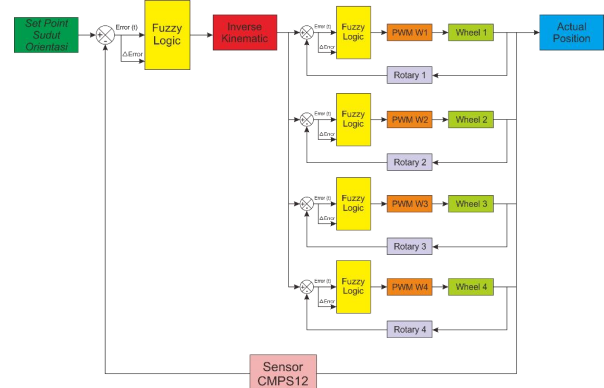 Set Point
Sudut
Orientasi
+
-
Error (t)
ΔError
Fuzzy
Logic
Inverse
Kinematic
+
-
Error (t)
ΔError
Fuzzy
Logic
PWM W1
Wheel 1
Rotary 1
Actual
Position
+
-
Error (t)
ΔError
Fuzzy
Logic
PWM W2
Wheel 2
Rotary 2
+
-
Error (t)
ΔError
Fuzzy
Logic
PWM W3
Wheel 3
Rotary 3
+
-
Error (t)
ΔError
Fuzzy
Logic
PWM W4
Wheel 4
Rotary 4
Sensor
CMPS12